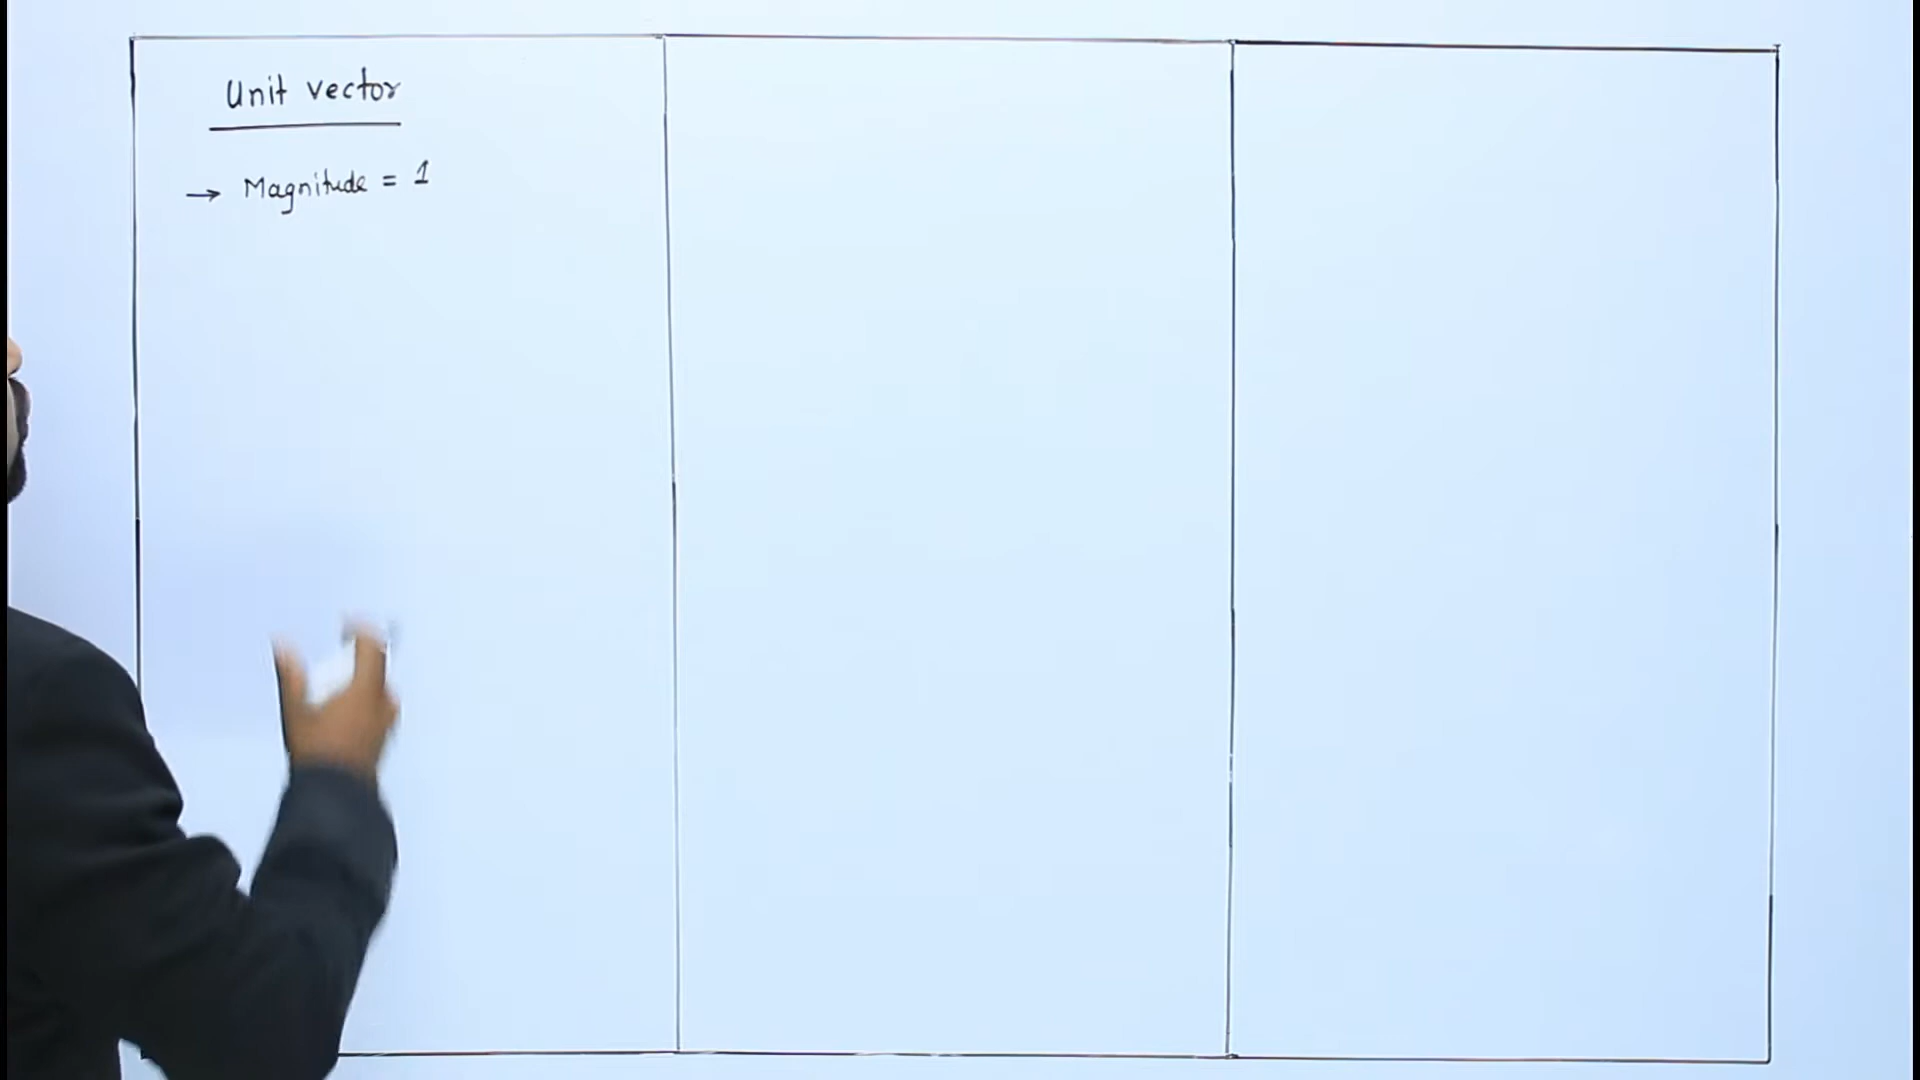 Unit vector
→ Magnitude = 1